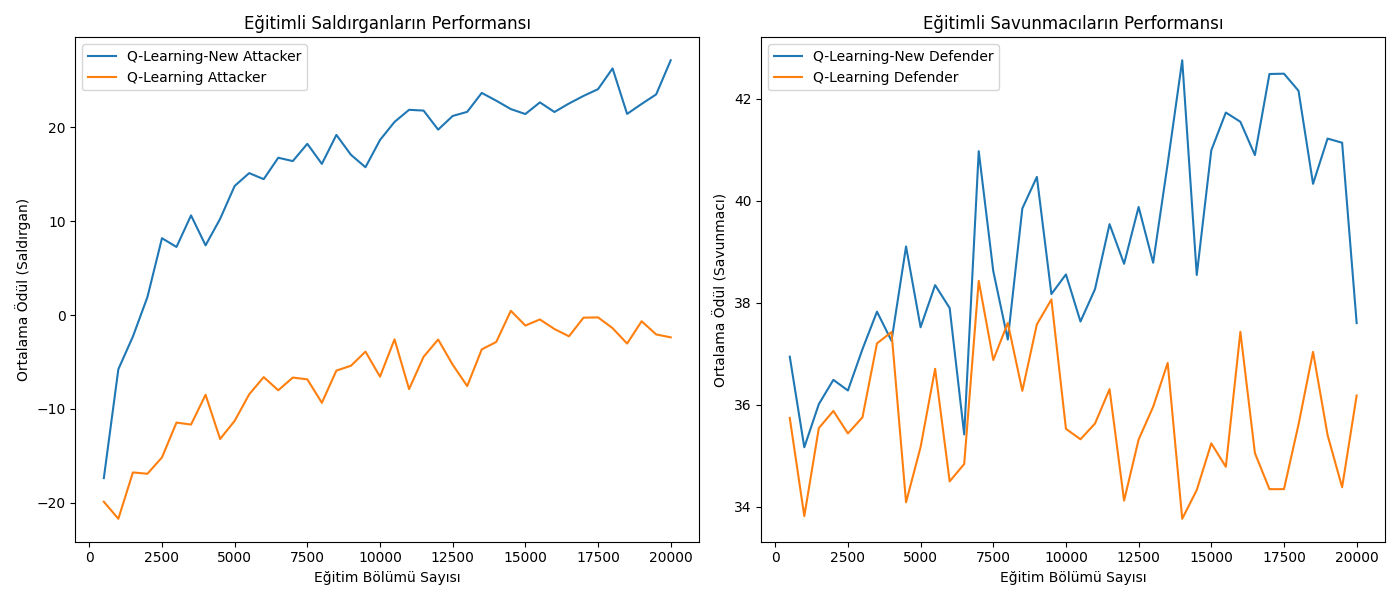 Eğitimli Saldırganların Performansı
Q-Learning-New Attacker
Q-Learning Attacker
Ortalama Ödül (Saldırgan)
20
10
0
−10
−20
0 2500 5000 7500 10000 12500 15000 17500 20000
Eğitim Bölümü Sayısı
Eğitimli Savunmacıların Performansı
Q-Learning-New Defender
Q-Learning Defender
Ortalama Ödül (Savunmacı)
42
40
38
36
34
0 2500 5000 7500 10000 12500 15000 17500 20000
Eğitim Bölümü Sayısı